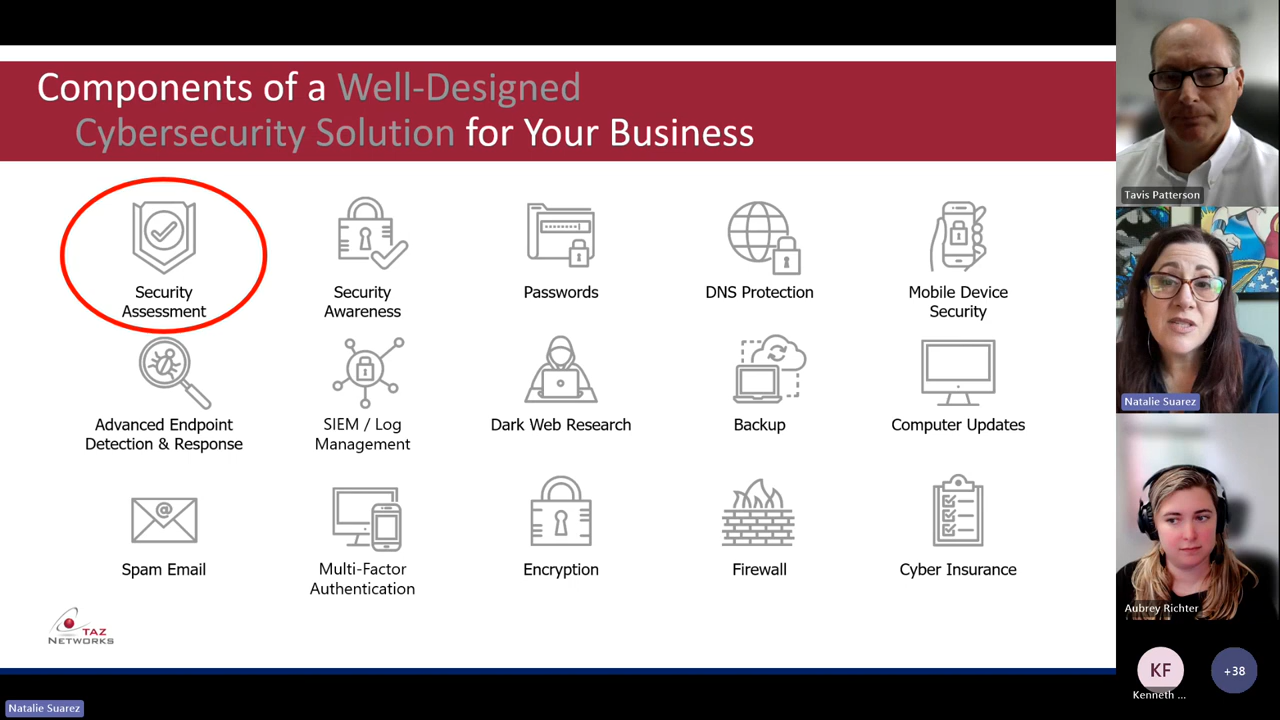 Components of a Well-Designed
Cybersecurity Solution for Your Business
Security
Assessment
Security
Awareness
Passwords
DNS Protection
Mobile Device
Security
Advanced Endpoint
Detection & Response
SIEM / Log
Management
Dark Web Research
Backup
Computer Updates
Spam Email
Multi-Factor
Authentication
Encryption
Firewall
Cyber Insurance
TAZ
NETWORKS
Natalie Suarez
Tavis Patterson
Natalie Suarez
Aubrey Richter
KF
Kenneth ...
+38